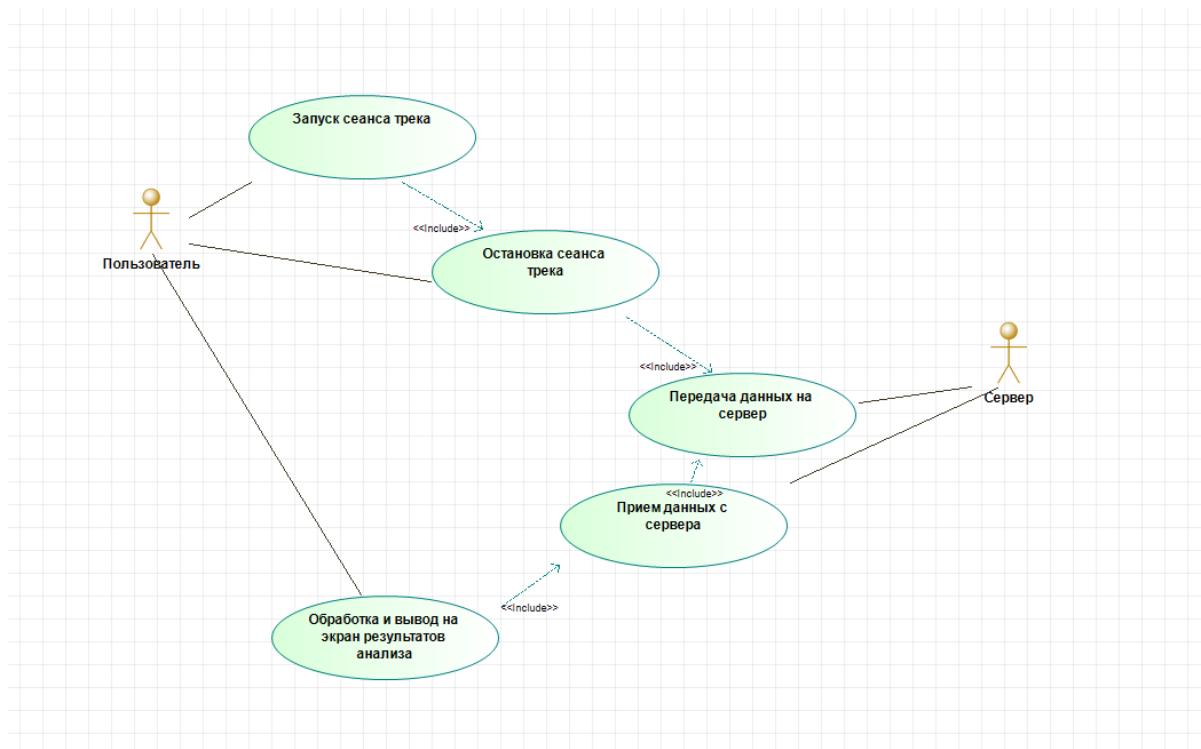 Запуск сеанса трека
Пользователь
<<Include>>
Остановка сеанса
трека
<<Include>>
Передача данных на
сервер
Сервер
<<Include>>
Прием данных с
сервера
<<Include>>
Обработка и вывод на
экран результатов
анализа